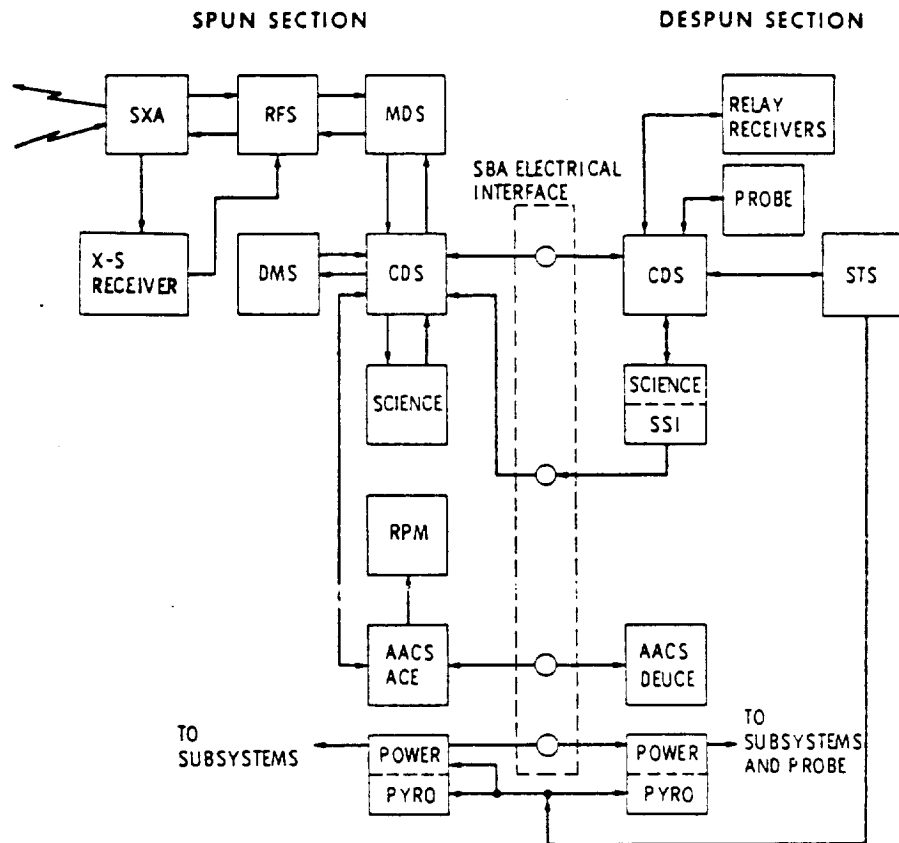 SPUN SECTION
DESPUN SECTION
SXA
RFS
MDS
RELAY
RECEIVERS
SBA ELECTRICAL
INTERFACE
PROBE
X-S
RECEIVER
DMS
CDS
CDS
STS
SCIENCE
SCIENCE
SSI
RPM
AACS
ACE
AACS
DEUCE
TO
SUBSYSTEMS
POWER
PYRO
POWER
PYRO
TO
SUBSYSTEMS
AND PROBE